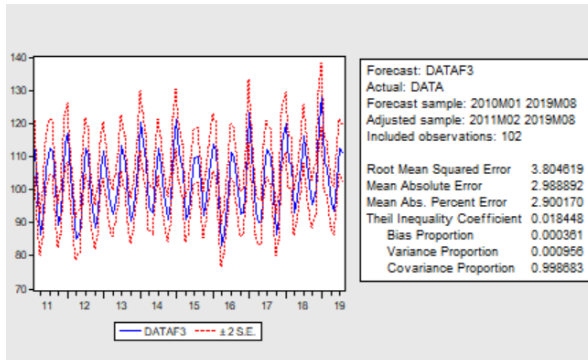 140
130
120
110
100
90
80
70
11 12 13 14 15 16 17 18 19
DATAF3 ± 2 S.E.
Forecast: DATAF3
Actual: DATA
Forecast sample: 2010M01 2019M08
Adjusted sample: 2011M02 2019M08
Included observations: 102
Root Mean Squared Error 3.804619
Mean Absolute Error 2.988892
Mean Abs. Percent Error 2.900170
Theil Inequality Coefficient 0.018448
Bias Proportion 0.000361
Variance Proportion 0.000956
Covariance Proportion 0.998683